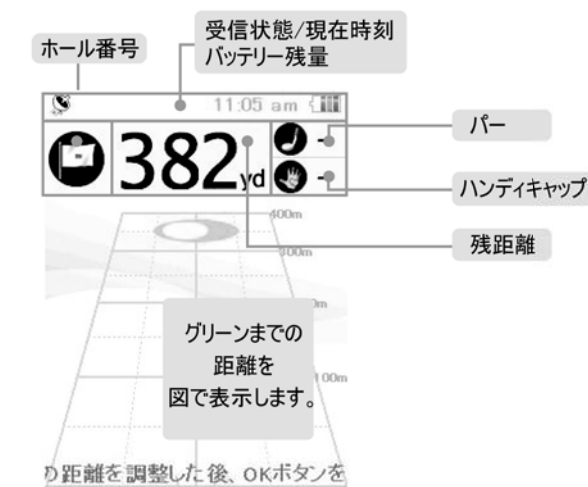 ホール番号
受信状態/現在時刻
バッテリー残量
11:05 am
382yd
パー
-
ハンディキャップ
-
残距離
400m
300m
グリーンまでの
距離を
図で表示します。
100m
の距離を調整した後、OKボタンを